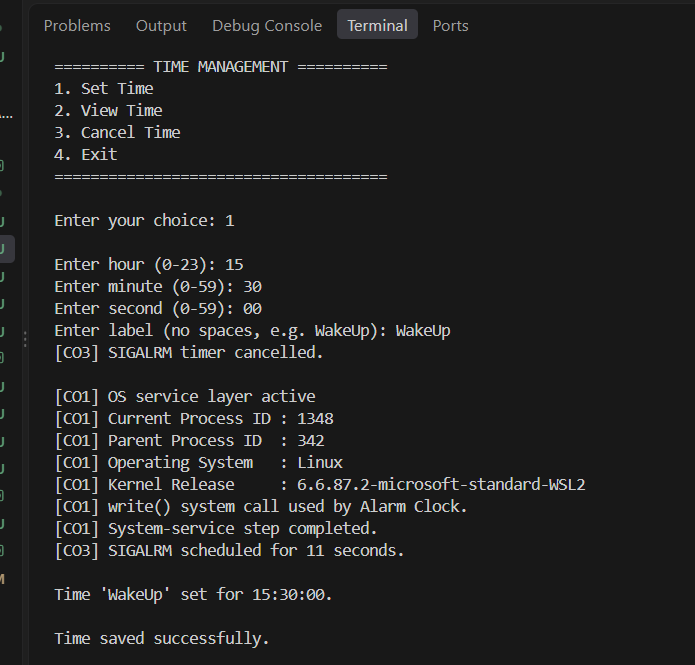 Problems Output Debug Console Terminal Ports
========== TIME MANAGEMENT ==========
1. Set Time
2. View Time
3. Cancel Time
4. Exit
=====================================
Enter your choice: 1
Enter hour (0-23): 15
Enter minute (0-59): 30
Enter second (0-59): 00
Enter label (no spaces, e.g. WakeUp): WakeUp
[CO3] SIGALRM timer cancelled.
[CO1] OS service layer active
[CO1] Current Process ID : 1348
[CO1] Parent Process ID  : 342
[CO1] Operating System   : Linux
[CO1] Kernel Release     : 6.6.87.2-microsoft-standard-WSL2
[CO1] write() system call used by Alarm Clock.
[CO1] System-service step completed.
[CO3] SIGALRM scheduled for 11 seconds.
Time 'WakeUp' set for 15:30:00.
Time saved successfully.